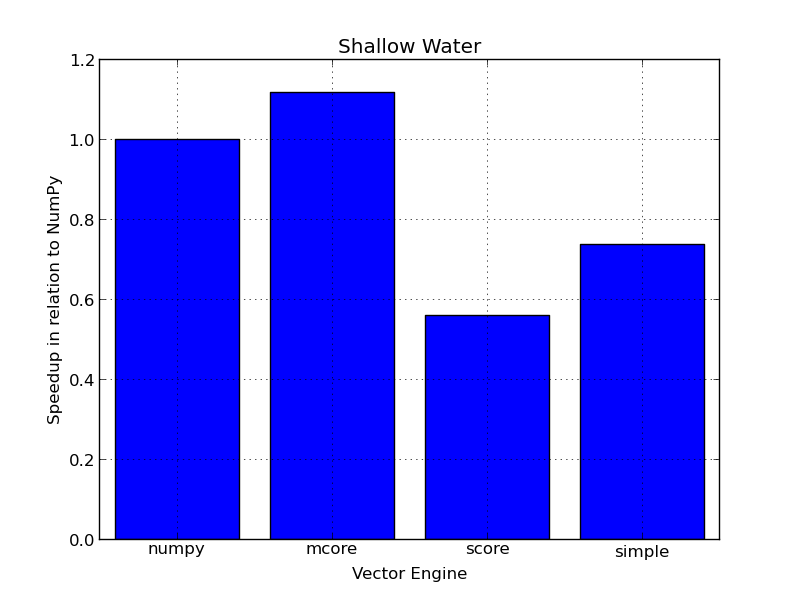 Shallow Water
Speedup in relation to NumPy
1.2
1.0
0.8
0.6
0.4
0.2
0.0
numpy mcore score simple
Vector Engine